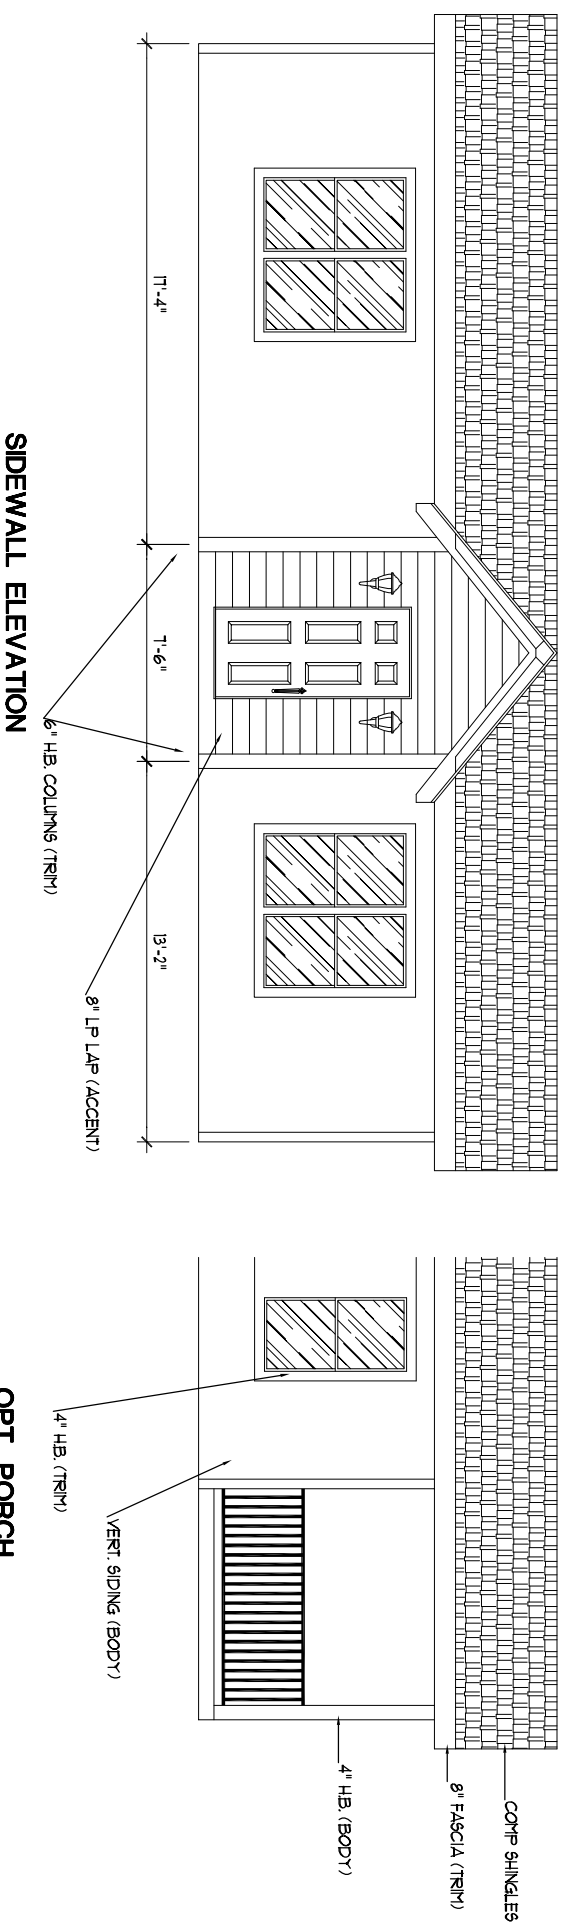 COMP SHINGLES
8" FASCIA (TRIM)
4" H.B. (BODY)
17'-4"
7'-6"
13'-2"
6" H.B. COLUMNS (TRIM)
8" LP LAP (ACCENT)
VERT. SIDING (BODY)
4" H.B. (TRIM)
SIDEWALL ELEVATION
OPT PORCH